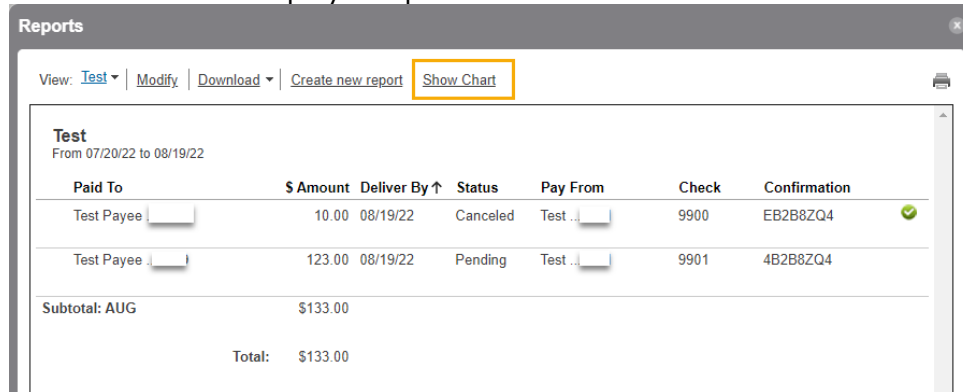 Reports
View: Test Modify Download Create new report Show Chart
Test
From 07/20/22 to 08/19/22
Paid To $ Amount Deliver By Status Pay From Check Confirmation
Test Payee 10.00 08/19/22 Canceled Test .. 9900 EB2B8ZQ4
Test Payee . 123.00 08/19/22 Pending Test .. 9901 4B2B8ZQ4
Subtotal: AUG $133.00
Total: $133.00